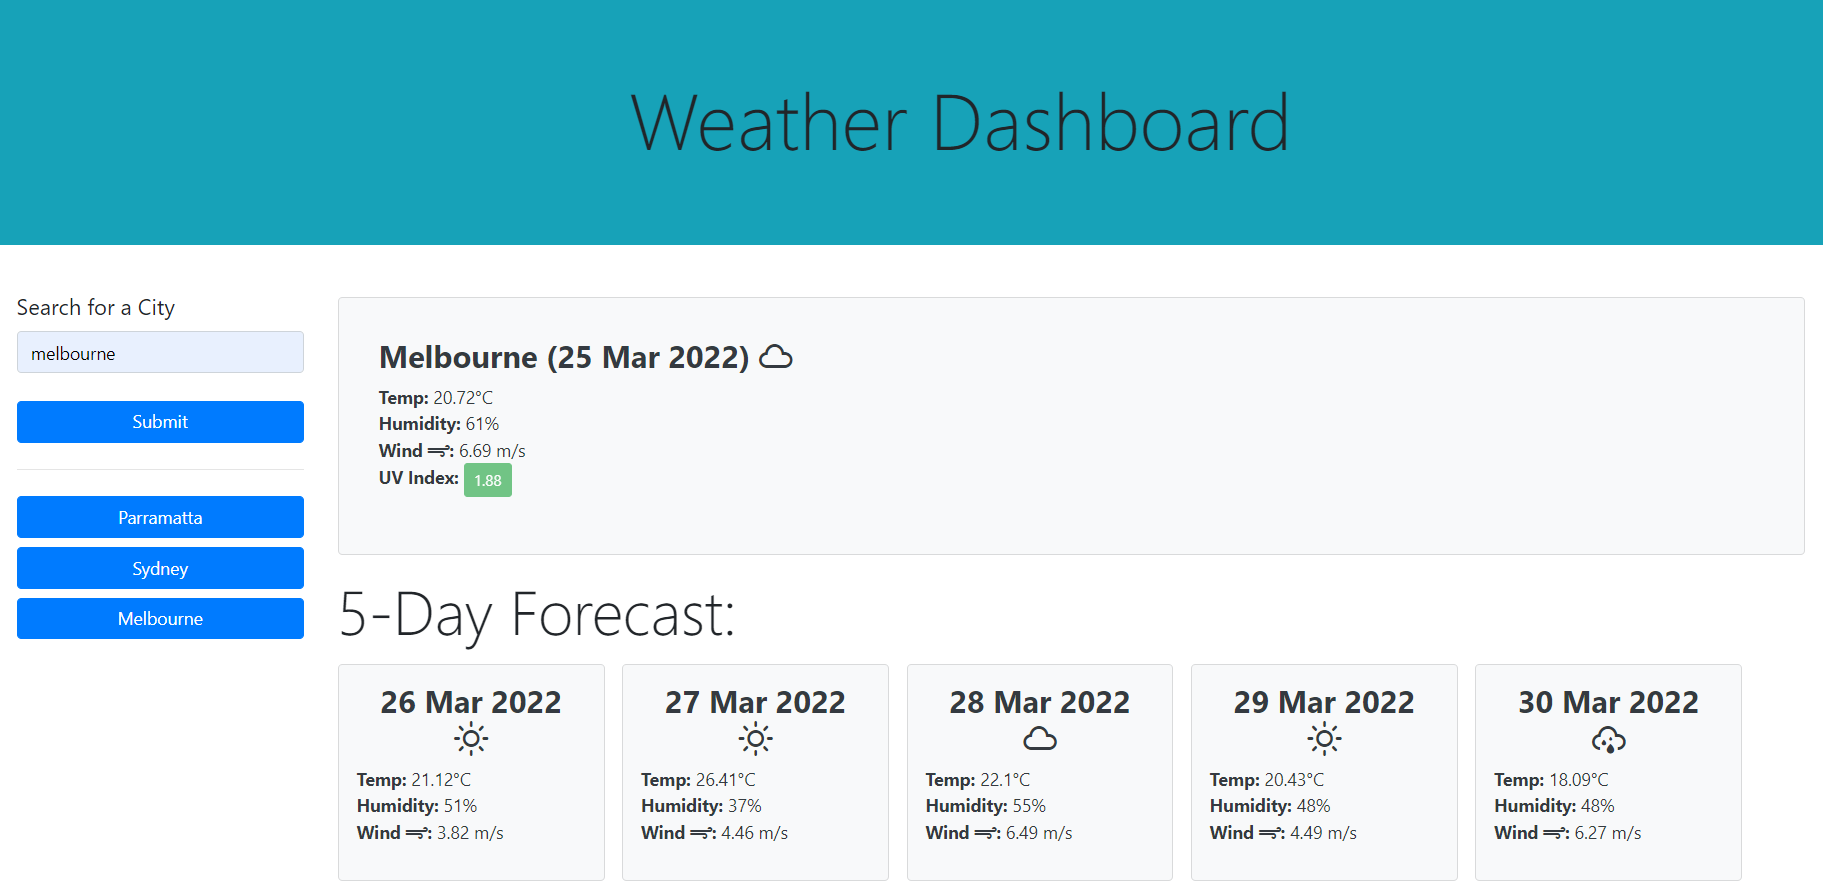 Weather Dashboard
Search for a City
melbourne
Submit
Parramatta
Sydney
Melbourne
Melbourne (25 Mar 2022)
Temp: 20.72°C
Humidity: 61%
Wind : 6.69 m/s
UV Index: 1.88
5-Day Forecast:
26 Mar 2022
Temp: 21.12°C
Humidity: 51%
Wind : 3.82 m/s
27 Mar 2022
Temp: 26.41°C
Humidity: 37%
Wind : 4.46 m/s
28 Mar 2022
Temp: 22.1°C
Humidity: 55%
Wind : 6.49 m/s
29 Mar 2022
Temp: 20.43°C
Humidity: 48%
Wind : 4.49 m/s
30 Mar 2022
Temp: 18.09°C
Humidity: 48%
Wind : 6.27 m/s